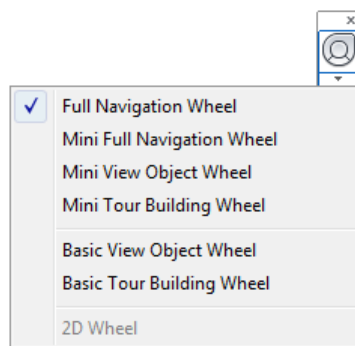 Full Navigation Wheel
Mini Full Navigation Wheel
Mini View Object Wheel
Mini Tour Building Wheel
Basic View Object Wheel
Basic Tour Building Wheel
2D Wheel